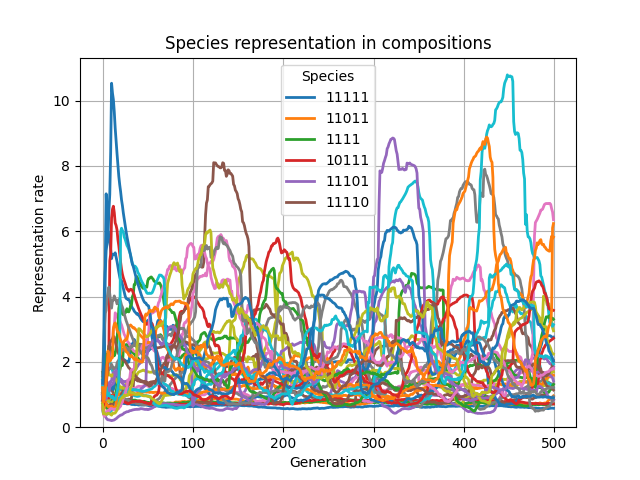 Species representation in compositions
Species
11111
11011
1111
10111
11101
11110
Representation rate
10
8
6
4
2
0
0 100 200 300 400 500
Generation